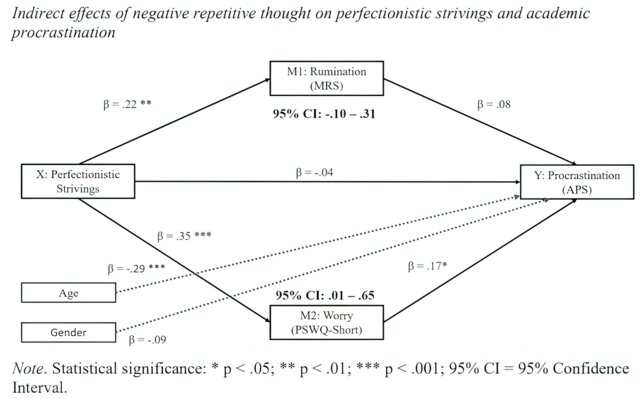 Indirect effects of negative repetitive thought on perfectionistic strivings and academic
procrastination
M1: Rumination
(MRS)
β = .22 **
95% CI: -.10 – .31
β = .08
X: Perfectionistic
Strivings
β = -.04
Y: Procrastination
(APS)
β = .35 ***
β = -.29 ***
β = .17*
Age
95% CI: .01 – .65
M2: Worry
(PSWQ-Short)
Gender
β = -.09
Note. Statistical significance: * p < .05; ** p < .01; *** p < .001; 95% CI = 95% Confidence
Interval.